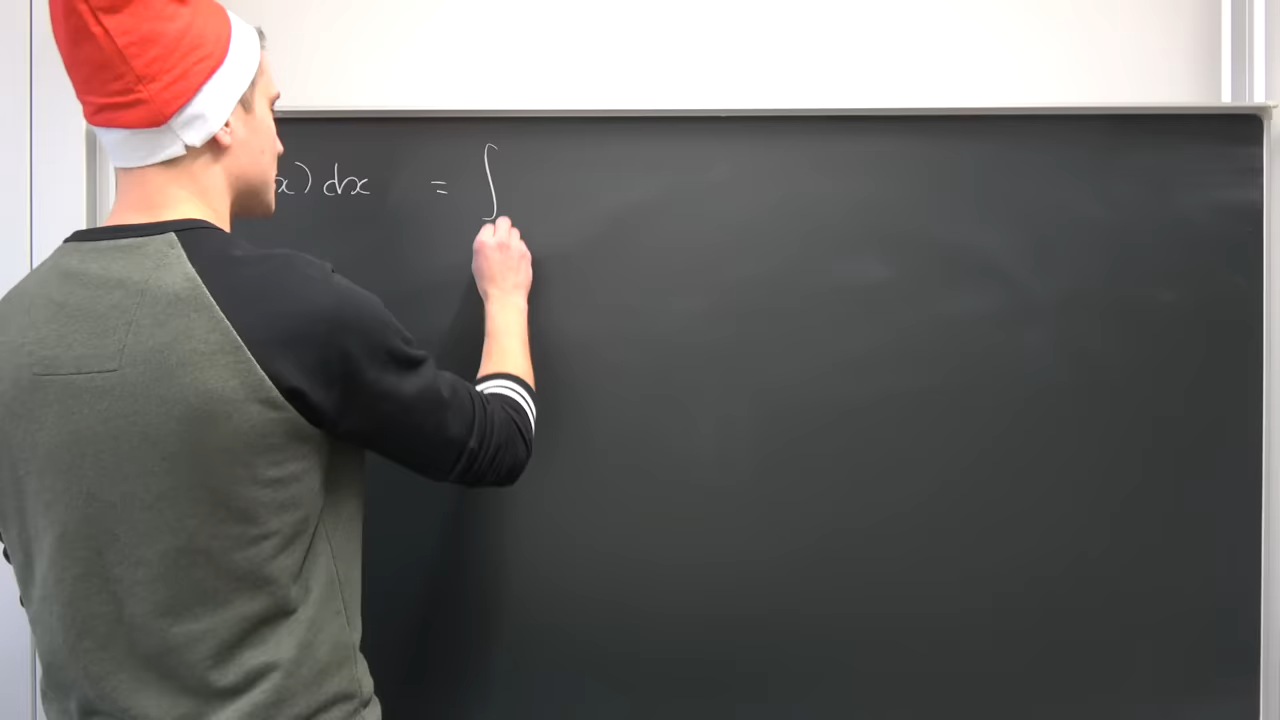 x) dx = ∫